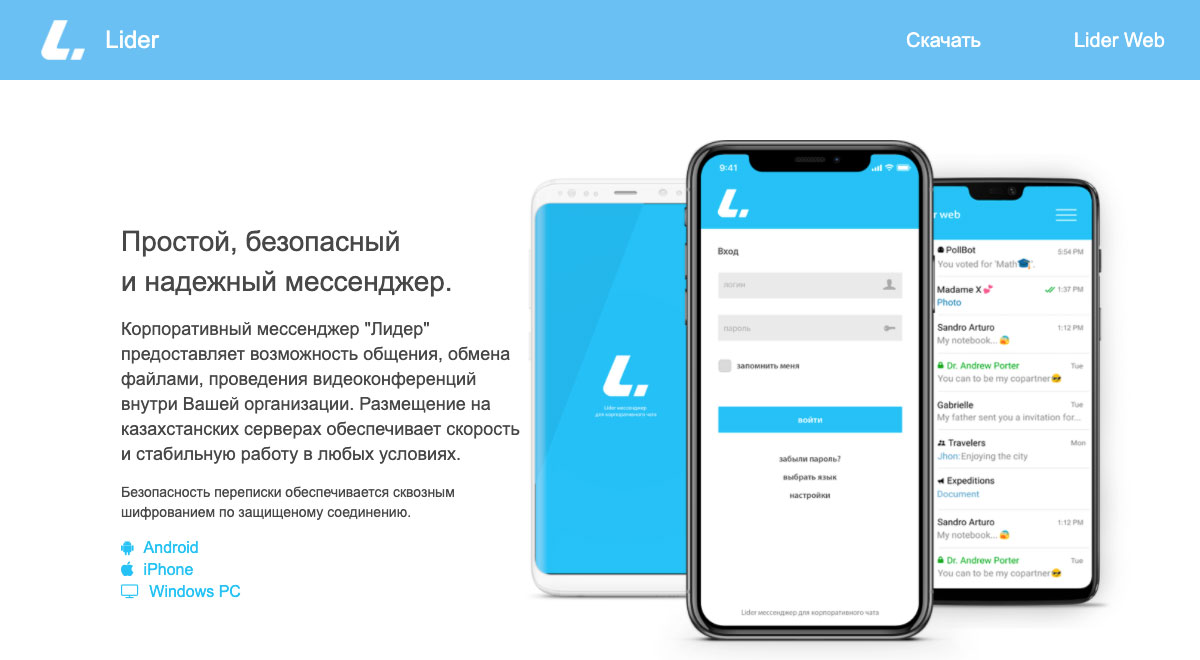 Lider
Скачать
Lider Web
Простой, безопасный
и надежный мессенджер.
Корпоративный мессенджер "Лидер"
предоставляет возможность общения, обмена
файлами, проведения видеоконференций
внутри Вашей организации. Размещение на
казахстанских серверах обеспечивает скорость
и стабильную работу в любых условиях.
Безопасность переписки обеспечивается сквозным
шифрованием по защищеному соединению.
Android
iPhone
Windows PC
L.
Lider мессенджер
для корпоративного чата
9:41
L.
Вход
логин
пароль
запомнить меня
войти
забыли пароль?
выбрать язык
настройки
Lider мессенджер для корпоративного чата
r web
PollBot 5:54 PM
You voted for 'Math🎓'.
Madame X💕 1:37 PM
Photo
Sandro Arturo 1:12 PM
My notebook...
Dr. Andrew Porter Tue
You can to be my copartner😎
Gabrielle Tue
My father sent you a invitation for...
Travelers Mon
Jhon:Enjoying the city
Expeditions
Document
Sandro Arturo 1:12 PM
My notebook...
Dr. Andrew Porter Tue
You can to be my copartner😎